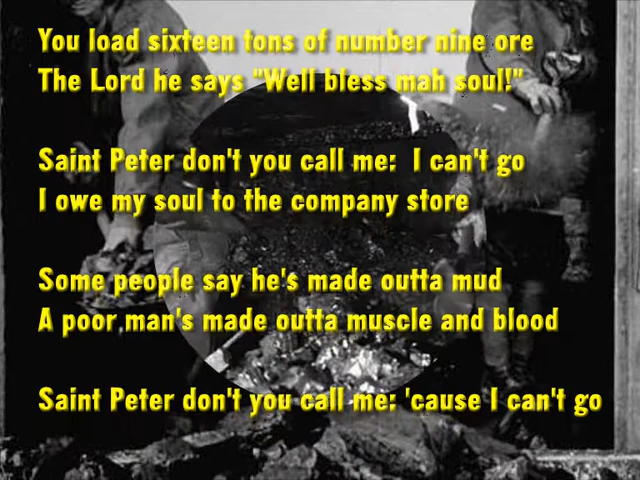 You load sixteen tons of number nine ore
The Lord he says "Well bless mah soul!"
Saint Peter don't you call me:  I can't go
I owe my soul to the company store
Some people say he's made outta mud
A poor man's made outta muscle and blood
Saint Peter don't you call me: 'cause I can't go